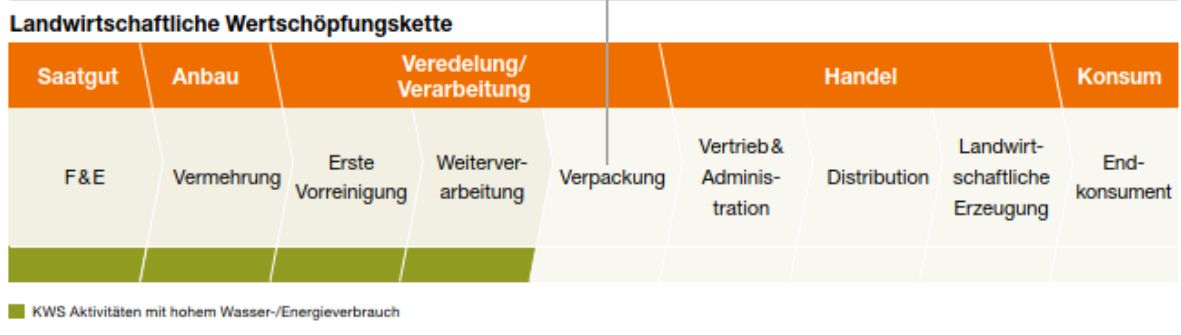 Landwirtschaftliche Wertschöpfungskette
Saatgut
Anbau
Veredelung/
Verarbeitung
Handel
Konsum
F&E
Vermehrung
Erste
Vorreinigung
Weiterver-
arbeitung
Verpackung
Vertrieb&
Adminis-
tration
Distribution
Landwirt-
schaftliche
Erzeugung
End-
konsument
KWS Aktivitäten mit hohem Wasser-/Energieverbrauch